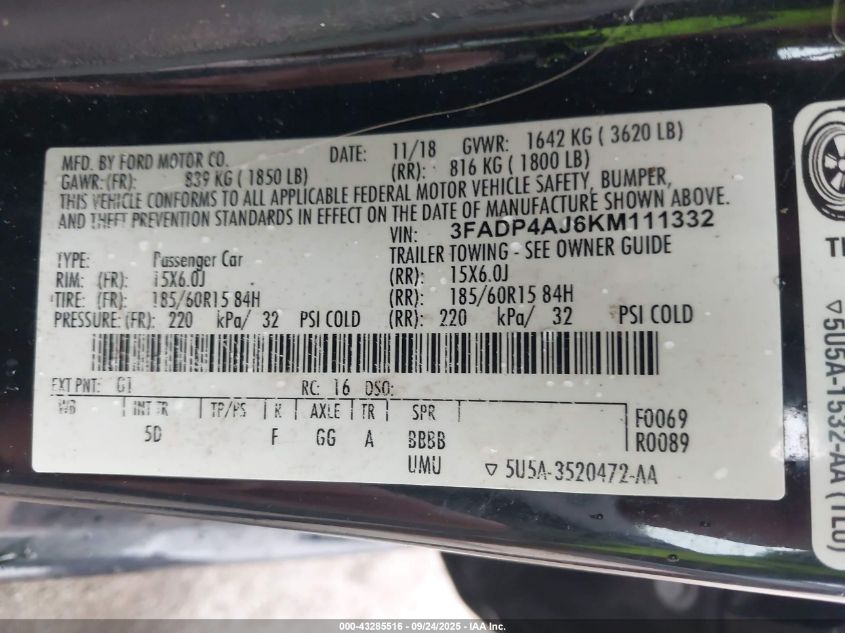 MFD. BY FORD MOTOR CO. DATE: 11/18 GVWR: 1642 KG ( 3620 LB)
GAWR: (FR): 839 KG ( 1850 LB) (RR): 816 KG ( 1800 LB)
THIS VEHICLE CONFORMS TO ALL APPLICABLE FEDERAL MOTOR VEHICLE SAFETY, BUMPER,
AND THEFT PREVENTION STANDARDS IN EFFECT ON THE DATE OF MANUFACTURE SHOWN ABOVE.
VIN: 3FADP4AJ6KM111332
TYPE: Passenger Car TRAILER TOWING - SEE OWNER GUIDE
RIM: (FR): 15X6.0J (RR): 15X6.0J
TIRE: (FR): 185/60R15 84H (RR): 185/60R15 84H
PRESSURE: (FR): 220 kPa/ 32 PSI COLD (RR): 220 kPa/ 32 PSI COLD
EXT PNT: G1 RC: 16 DSO:
WB INT TR TP/PS R AXLE TR SPR F0069
5D F GG A BBBB R0089
UMU ▽ 5U5A-3520472-AA
▽5U5A-1532-AA (TL0)
000-43285516 - 09/24/2025 - IAA Inc.